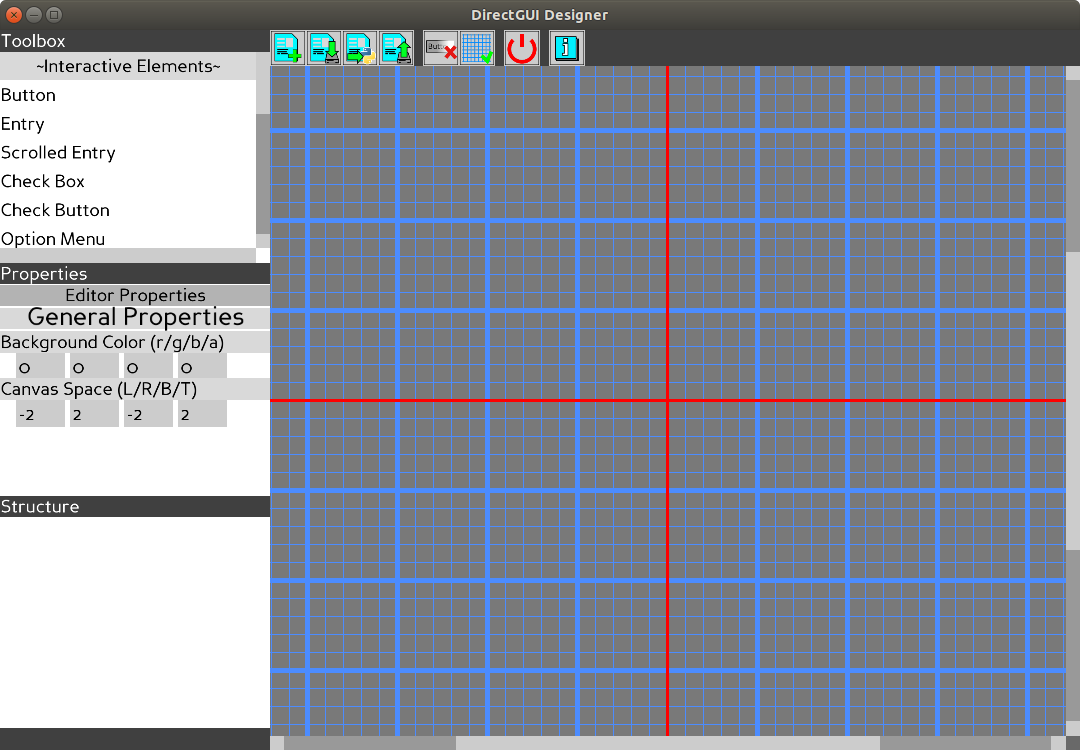 DirectGUI Designer
Toolbox
~Interactive Elements~
Button
Entry
Scrolled Entry
Check Box
Check Button
Option Menu
Properties
Editor Properties
General Properties
Background Color (r/g/b/a)
0 0 0 0
Canvas Space (L/R/B/T)
-2 2 -2 2
Structure